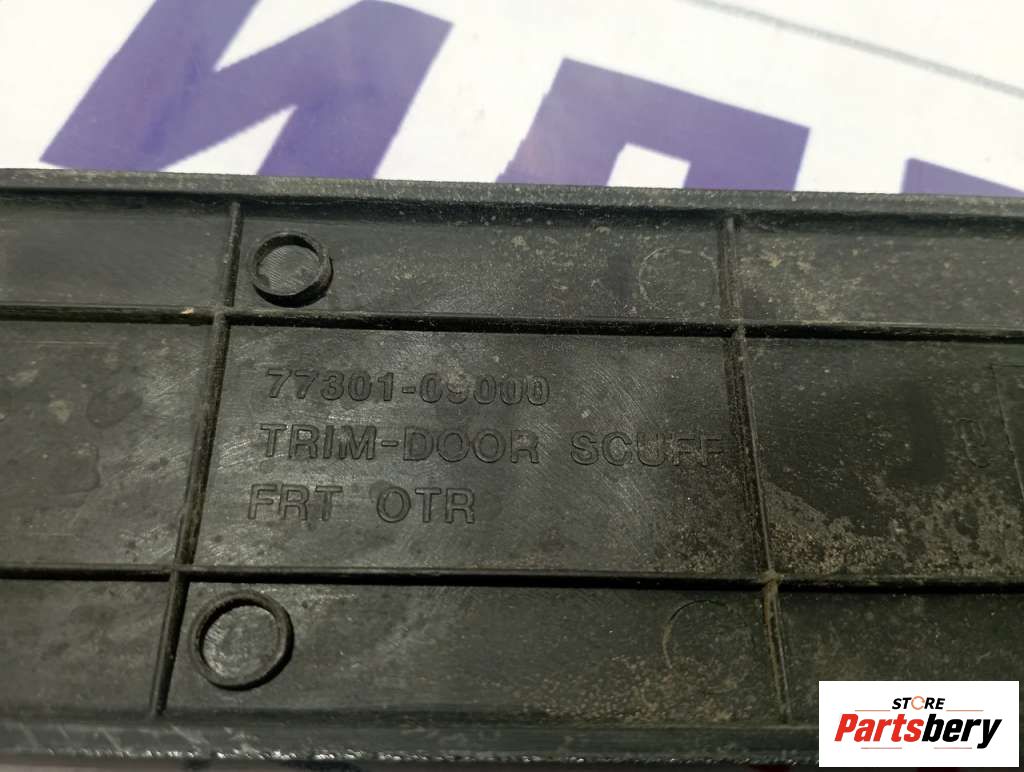 77301-09000
TRIM-DOOR SCUFF
FRT OTR
STORE
Partsbery